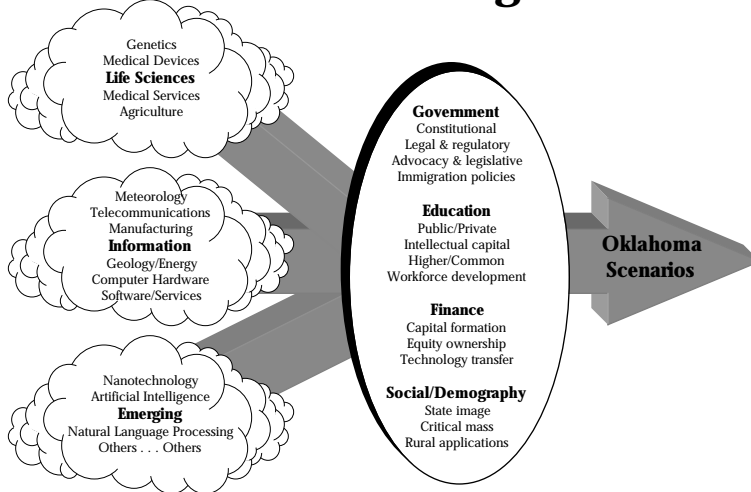 Genetics
Medical Devices
Life Sciences
Medical Services
Agriculture
Meteorology
Telecommunications
Manufacturing
Information
Geology/Energy
Computer Hardware
Software/Services
Nanotechnology
Artificial Intelligence
Emerging
Natural Language Processing
Others . . . Others
Government
Constitutional
Legal & regulatory
Advocacy & legislative
Immigration policies
Education
Public/Private
Intellectual capital
Higher/Common
Workforce development
Finance
Capital formation
Equity ownership
Technology transfer
Social/Demography
State image
Critical mass
Rural applications
Oklahoma
Scenarios